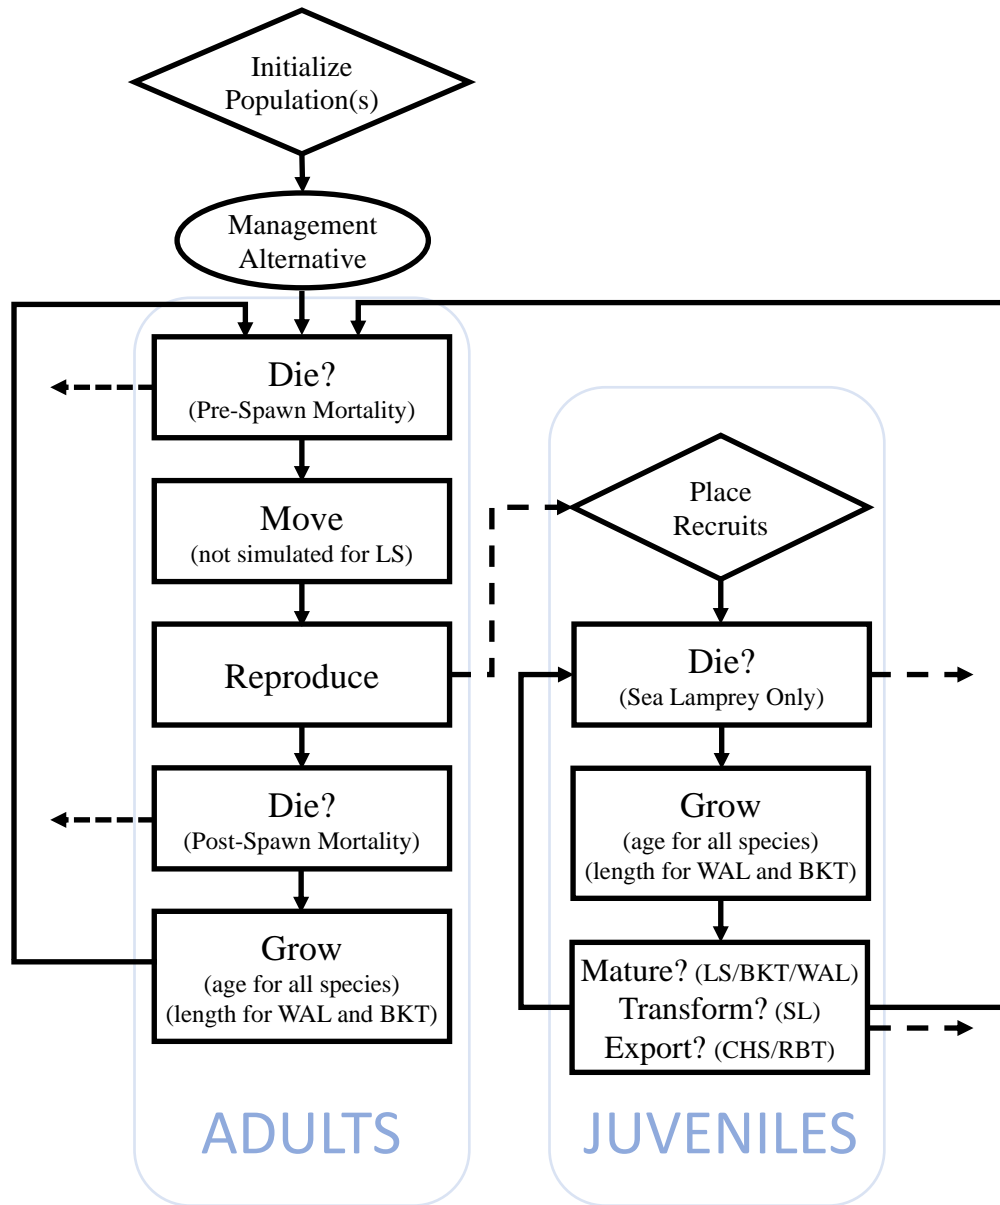 Initialize
Population(s)
Management
Alternative
Die?
(Pre-Spawn Mortality)
Move
(not simulated for LS)
Reproduce
Die?
(Post-Spawn Mortality)
Grow
(age for all species)
(length for WAL and BKT)
ADULTS
Place
Recruits
Die?
(Sea Lamprey Only)
Grow
(age for all species)
(length for WAL and BKT)
Mature? (LS/BKT/WAL)
Transform? (SL)
Export? (CHS/RBT)
JUVENILES